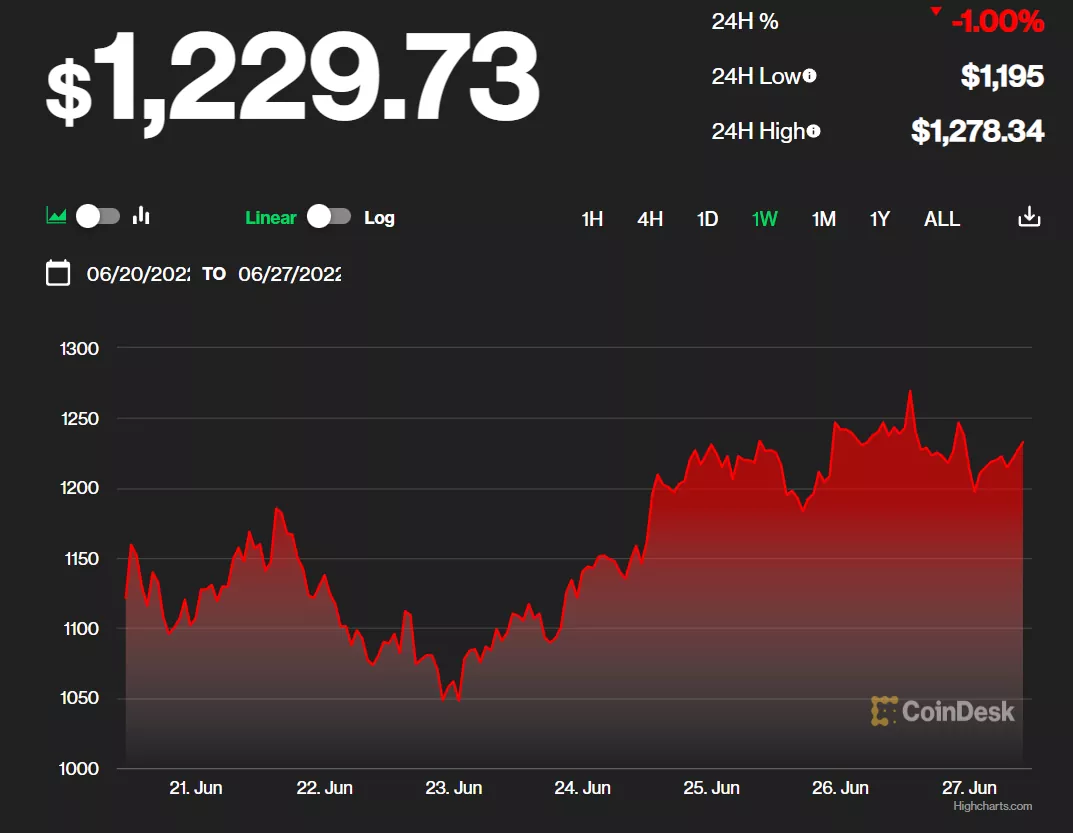 $1,229.73
24H % -1.00%
24H Low $1,195
24H High $1,278.34
Linear Log 1H 4H 1D 1W 1M 1Y ALL
06/20/2022 TO 06/27/2022
1300
1250
1200
1150
1100
1050
1000
CoinDesk
21. Jun 22. Jun 23. Jun 24. Jun 25. Jun 26. Jun 27. Jun
Highcharts.com